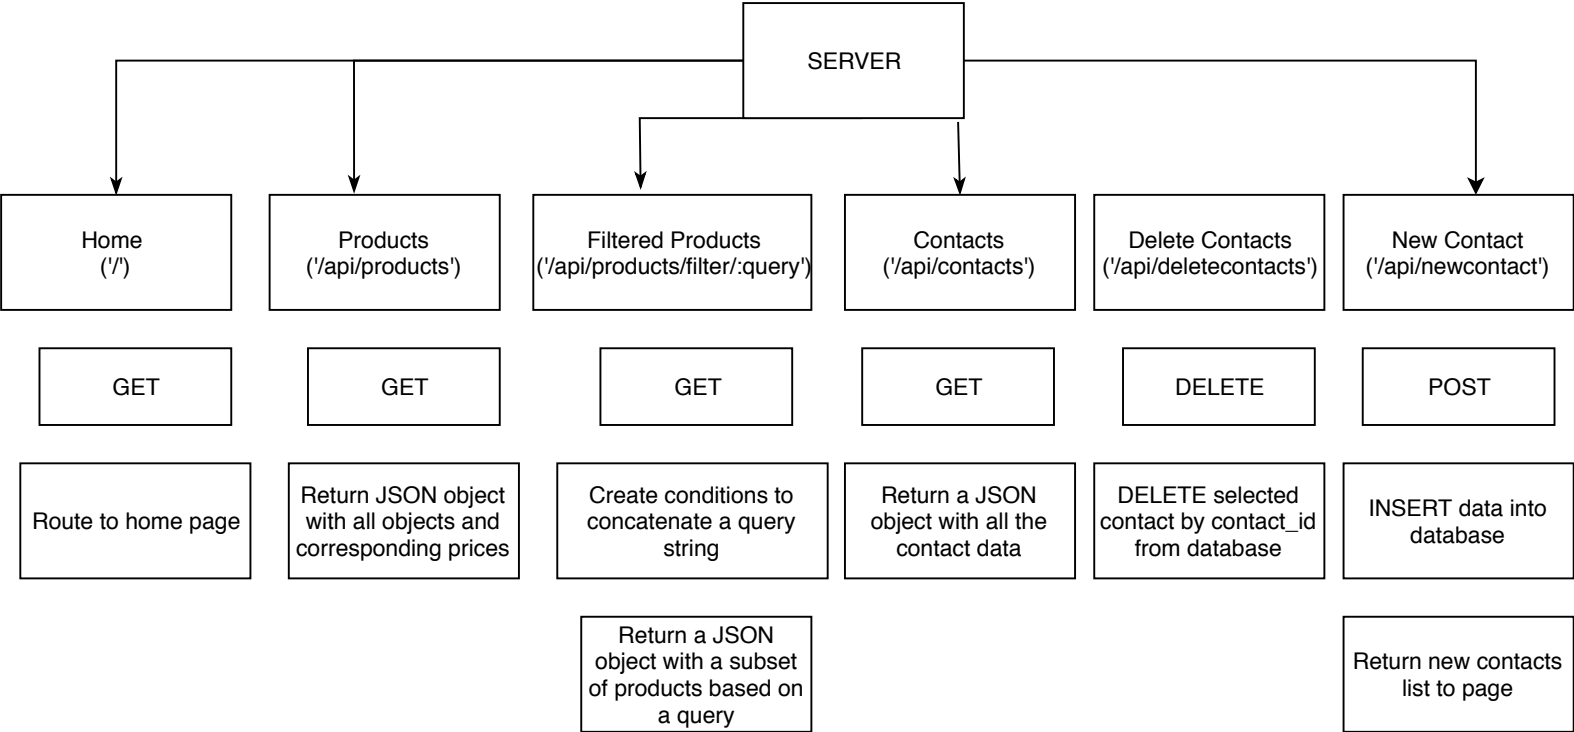 SERVER
Home
('/')
Products
('/api/products')
Filtered Products
('/api/products/filter/:query')
Contacts
('/api/contacts')
Delete Contacts
('/api/deletecontacts')
New Contact
('/api/newcontact')
GET
GET
GET
GET
DELETE
POST
Route to home page
Return JSON object
with all objects and
corresponding prices
Create conditions to
concatenate a query
string
Return a JSON
object with all the
contact data
DELETE selected
contact by contact_id
from database
INSERT data into
database
Return a JSON
object with a subset
of products based on
a query
Return new contacts
list to page